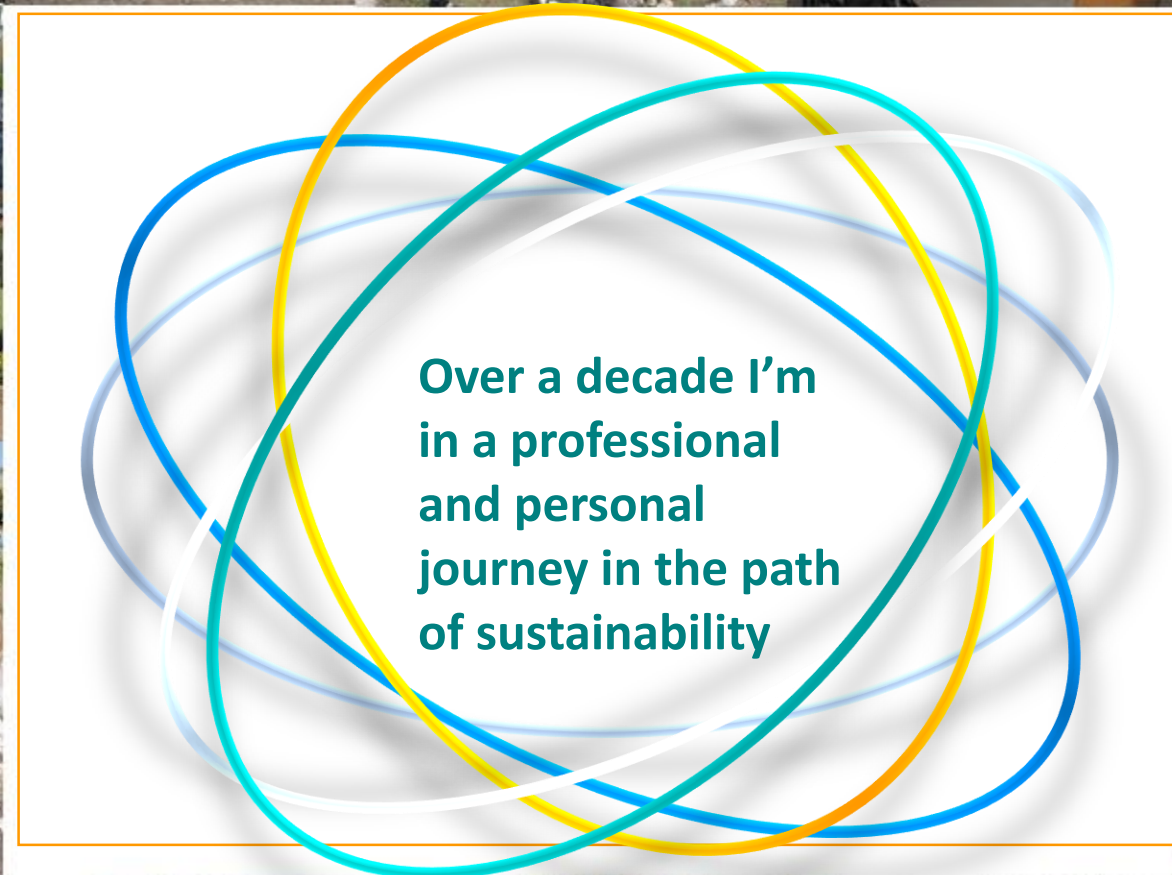 Over a decade I’m
in a professional
and personal
journey in the path
of sustainability